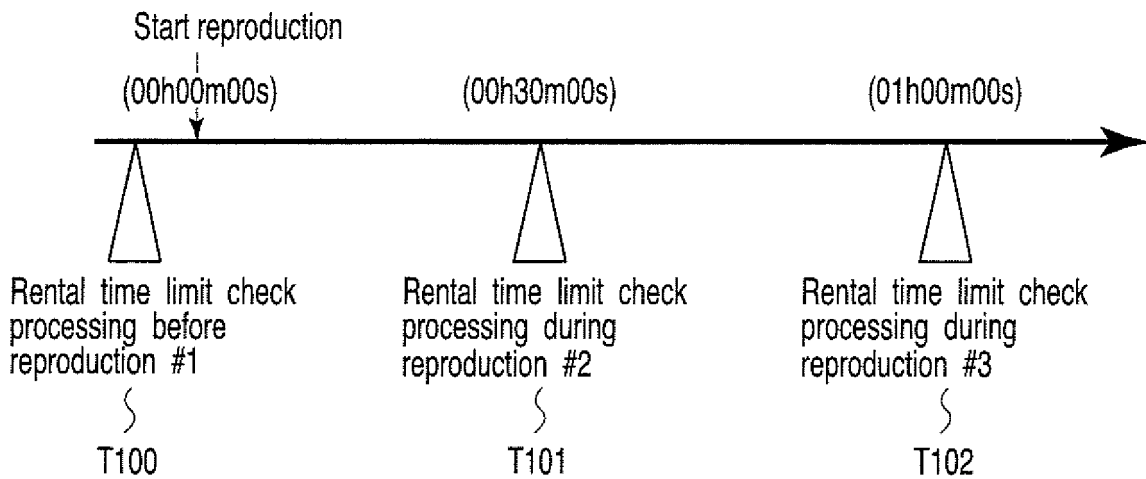 Start reproduction
(00h00m00s)
(00h30m00s)
(01h00m00s)
Rental time limit check
processing before
reproduction #1
T100
Rental time limit check
processing during
reproduction #2
T101
Rental time limit check
processing during
reproduction #3
T102